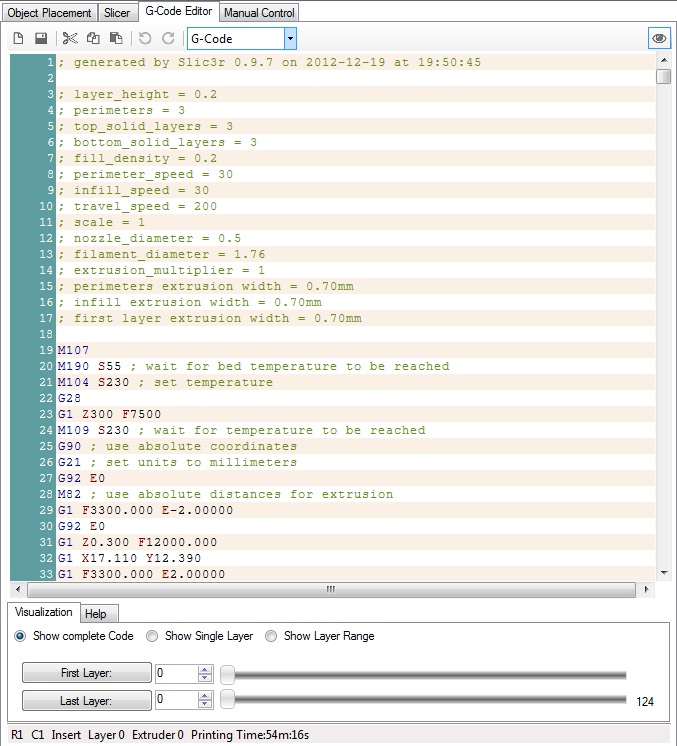 Object Placement Slicer G-Code Editor Manual Control
G-Code
1 ; generated by Slic3r 0.9.7 on 2012-12-19 at 19:50:45
2
3 ; layer_height = 0.2
4 ; perimeters = 3
5 ; top_solid_layers = 3
6 ; bottom_solid_layers = 3
7 ; fill_density = 0.2
8 ; perimeter_speed = 30
9 ; infill_speed = 30
10 ; travel_speed = 200
11 ; scale = 1
12 ; nozzle_diameter = 0.5
13 ; filament_diameter = 1.76
14 ; extrusion_multiplier = 1
15 ; perimeters extrusion width = 0.70mm
16 ; infill extrusion width = 0.70mm
17 ; first layer extrusion width = 0.70mm
18
19 M107
20 M190 S55 ; wait for bed temperature to be reached
21 M104 S230 ; set temperature
22 G28
23 G1 Z300 F7500
24 M109 S230 ; wait for temperature to be reached
25 G90 ; use absolute coordinates
26 G21 ; set units to millimeters
27 G92 E0
28 M82 ; use absolute distances for extrusion
29 G1 F3300.000 E-2.00000
30 G92 E0
31 G1 Z0.300 F12000.000
32 G1 X17.110 Y12.390
33 G1 F3300.000 E2.00000
Visualization Help
Show complete Code Show Single Layer Show Layer Range
First Layer: 0
Last Layer: 0 124
R1 C1 Insert Layer 0 Extruder 0 Printing Time:54m:16s